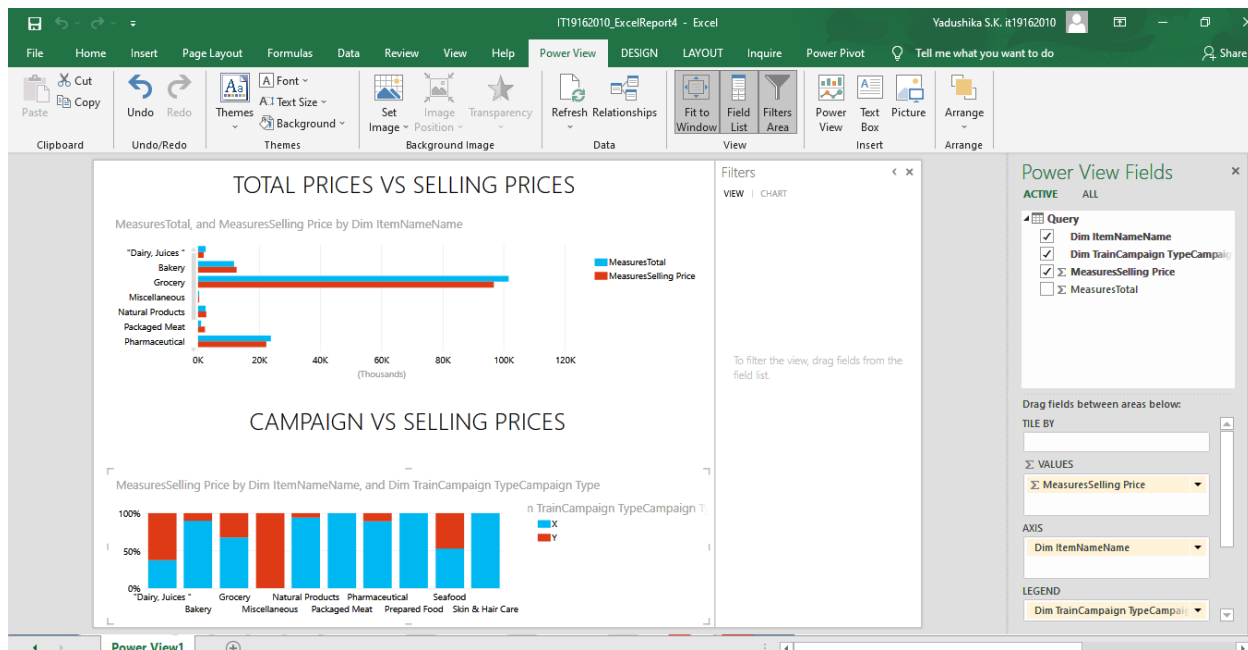 IT19162010_ExcelReport4 - Excel
Yadushika S.K. it19162010
File Home Insert Page Layout Formulas Data Review View Help Power View DESIGN LAYOUT Inquire Power Pivot Tell me what you want to do Share
Paste
Cut
Copy
Clipboard
Undo Redo
Undo/Redo
Themes
Font
Text Size
Background
Themes
Set Image
Image Position
Transparency
Background Image
Refresh Relationships
Data
Fit to Window
Field List
Filters Area
View
Power View
Text Box
Picture
Insert
Arrange
Arrange
TOTAL PRICES VS SELLING PRICES
MeasuresTotal, and MeasuresSelling Price by Dim ItemNameName
"Dairy, Juices "
Bakery
Grocery
Miscellaneous
Natural Products
Packaged Meat
Pharmaceutical
0K 20K 40K 60K 80K 100K 120K
(Thousands)
MeasuresTotal
MeasuresSelling Price
CAMPAIGN VS SELLING PRICES
MeasuresSelling Price by Dim ItemNameName, and Dim TrainCampaign TypeCampaign Type
n TrainCampaign TypeCampaign T
X
Y
100%
50%
0%
"Dairy, Juices " Grocery Natural Products Pharmaceutical Seafood
Bakery Miscellaneous Packaged Meat Prepared Food Skin & Hair Care
Filters
VIEW | CHART
To filter the view, drag fields from the
field list.
Power View Fields
ACTIVE ALL
Query
Dim ItemNameName
Dim TrainCampaign TypeCampaig
Σ MeasuresSelling Price
Σ MeasuresTotal
Drag fields between areas below:
TILE BY
Σ VALUES
Σ MeasuresSelling Price
AXIS
Dim ItemNameName
LEGEND
Dim TrainCampaign TypeCampai
Power View1